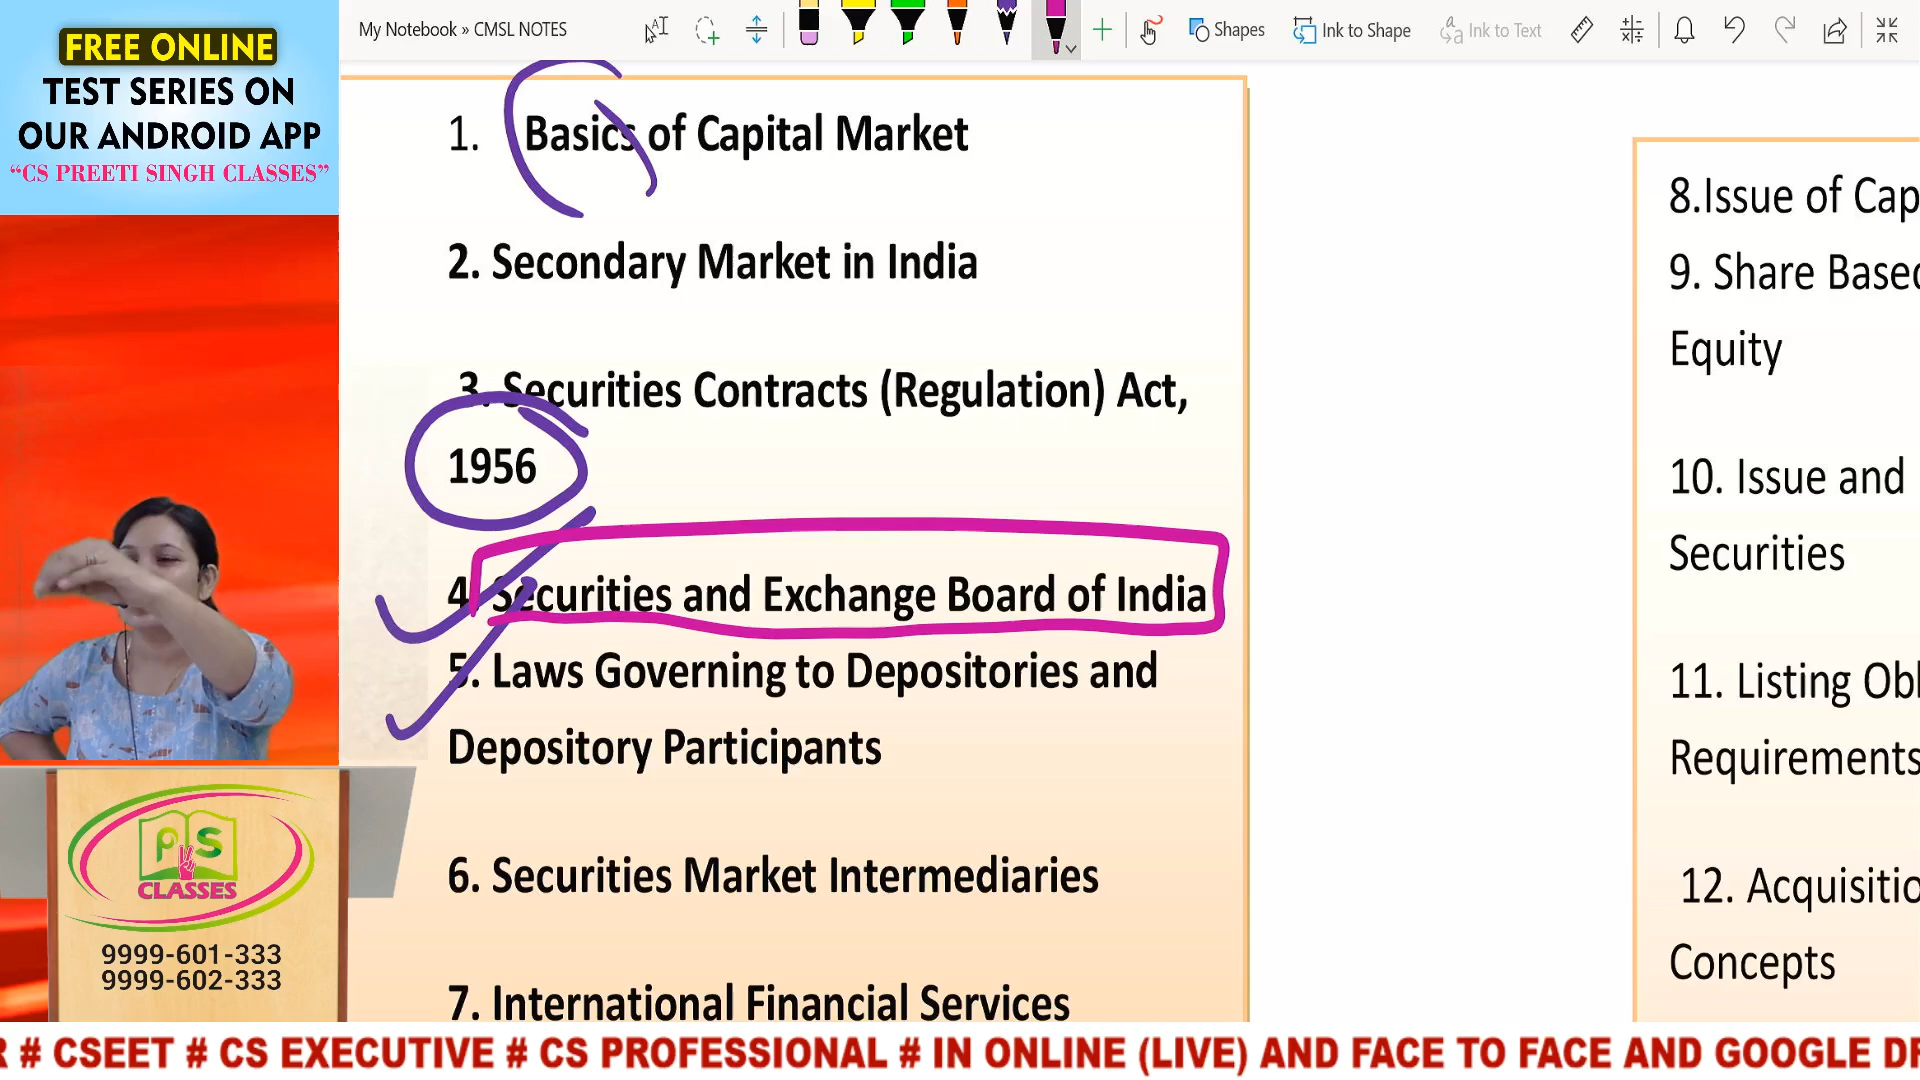 FREE ONLINE
TEST SERIES ON
OUR ANDROID APP
“CS PREETI SINGH CLASSES”
My Notebook » CMSL NOTES
Shapes
Ink to Shape
Ink to Text
1. Basics of Capital Market
2. Secondary Market in India
3. Securities Contracts (Regulation) Act,
1956
4. Securities and Exchange Board of India
5. Laws Governing to Depositories and
Depository Participants
6. Securities Market Intermediaries
7. International Financial Services
8.Issue of Cap
9. Share Based
Equity
10. Issue and
Securities
11. Listing Obl
Requirements
12. Acquisitio
Concepts
PS
CLASSES
9999-601-333
9999-602-333
R # CSEET # CS EXECUTIVE # CS PROFESSIONAL # IN ONLINE (LIVE) AND FACE TO FACE AND GOOGLE DR